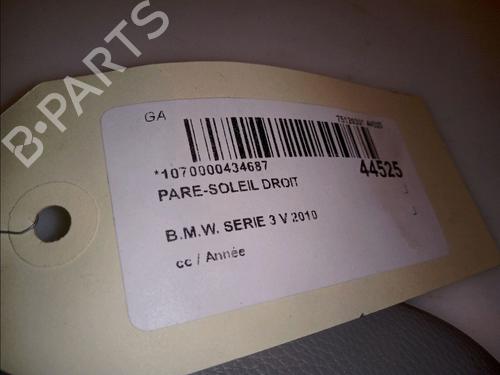 B·PARTS
GA
*1070000434687
44525
PARE-SOLEIL DROIT
B.M.W. SERIE 3 V 2010
cc / Année